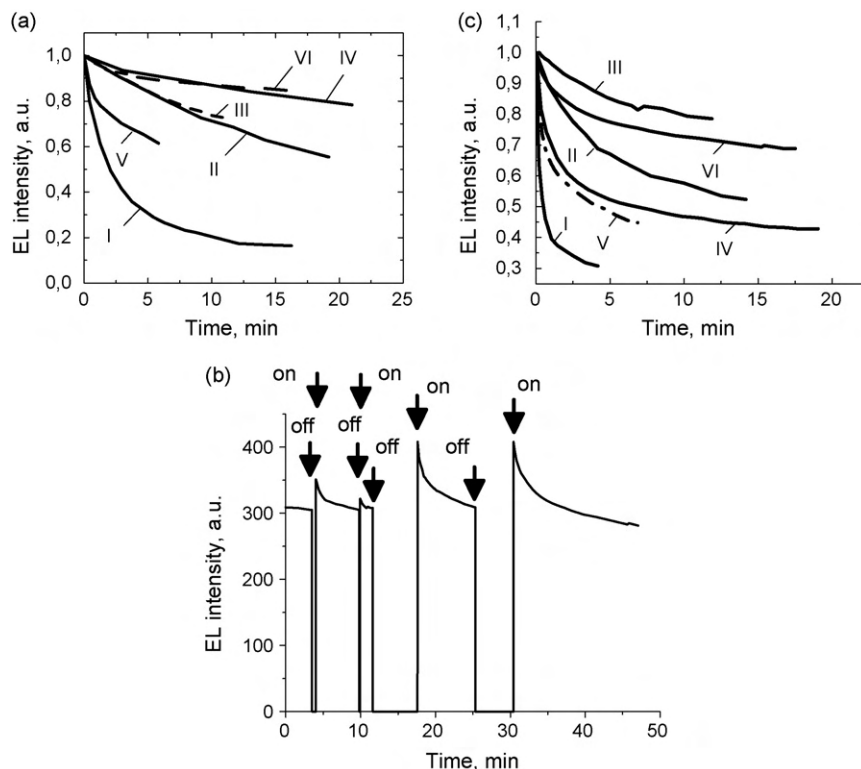 (a)
1,0
0,8
0,6
0,4
0,2
0,0
EL intensity, a.u.
0 5 10 15 20 25
Time, min
VI IV
III
II
V
I
(c)
1,1
1,0
0,9
0,8
0,7
0,6
0,5
0,4
0,3
EL intensity, a.u.
0 5 10 15 20
Time, min
III
II
VI
I
V
IV
(b)
on on on on
off off off off
400
300
200
100
0
EL intensity, a.u.
0 10 20 30 40 50
Time, min